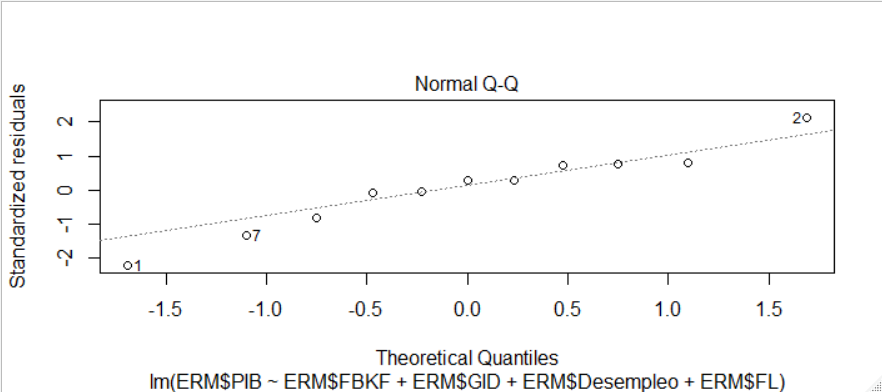 Normal Q-Q
Standardized residuals
2
1
0
-1
-2
2
7
1
-1.5 -1.0 -0.5 0.0 0.5 1.0 1.5
Theoretical Quantiles
lm(ERM$PIB ~ ERM$FBKF + ERM$GID + ERM$Desempleo + ERM$FL)